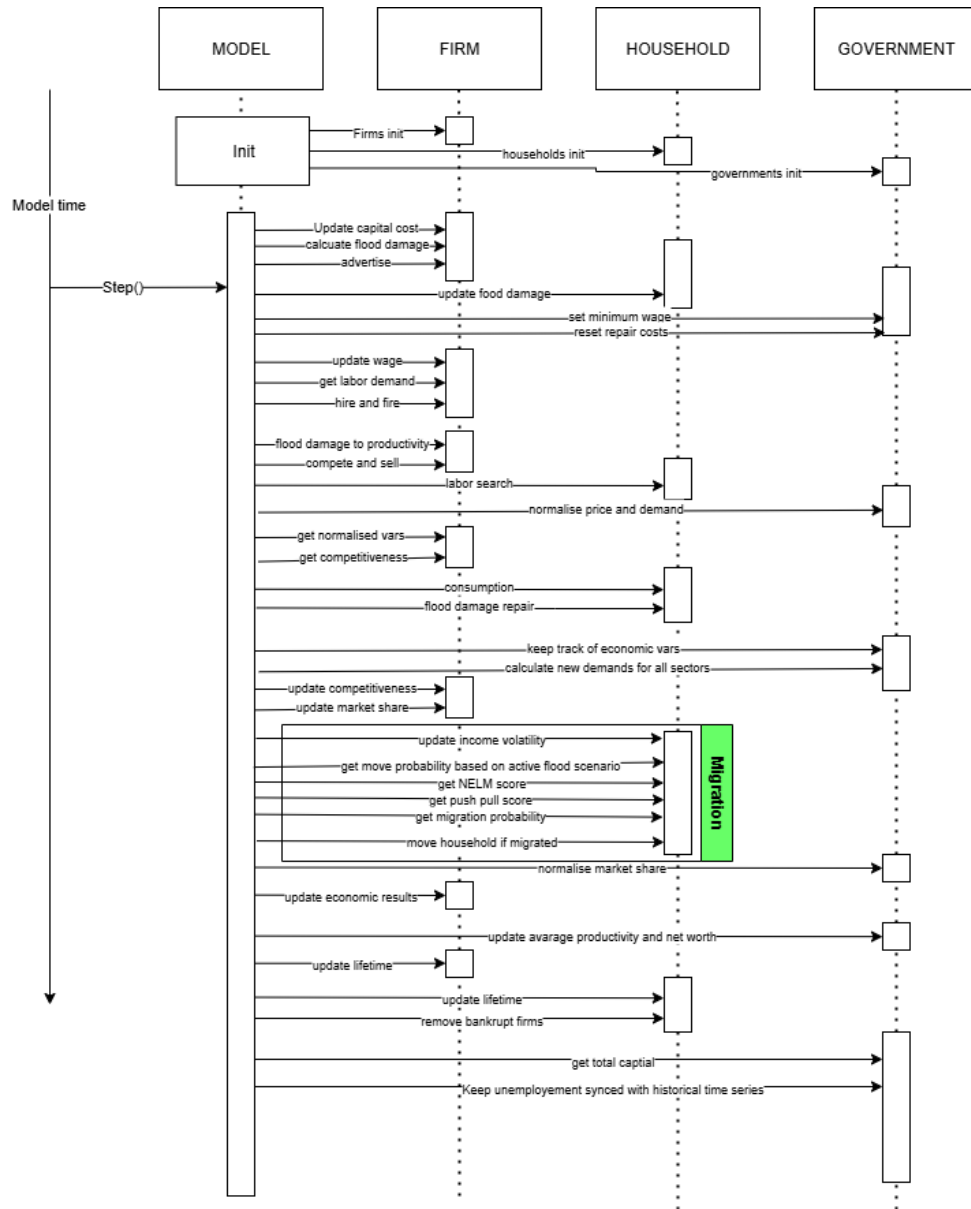 MODEL
FIRM
HOUSEHOLD
GOVERNMENT
Init
Firms init
households init
governments init
Model time
Update capital cost
calcuate flood damage
advertise
Step()
update food damage
set minimum wage
reset repair costs
update wage
get labor demand
hire and fire
flood damage to productivity
compete and sell
labor search
normalise price and demand
get normalised vars
get competitiveness
consumption
flood damage repair
keep track of economic vars
calculate new demands for all sectors
update competitiveness
update market share
update income volatility
get move probability based on active flood scenario
get NELM score
get push pull score
get migration probability
move household if migrated
Migration
normalise market share
update economic results
update avarage productivity and net worth
update lifetime
update lifetime
remove bankrupt firms
get total captial
Keep unemployement synced with historical time series